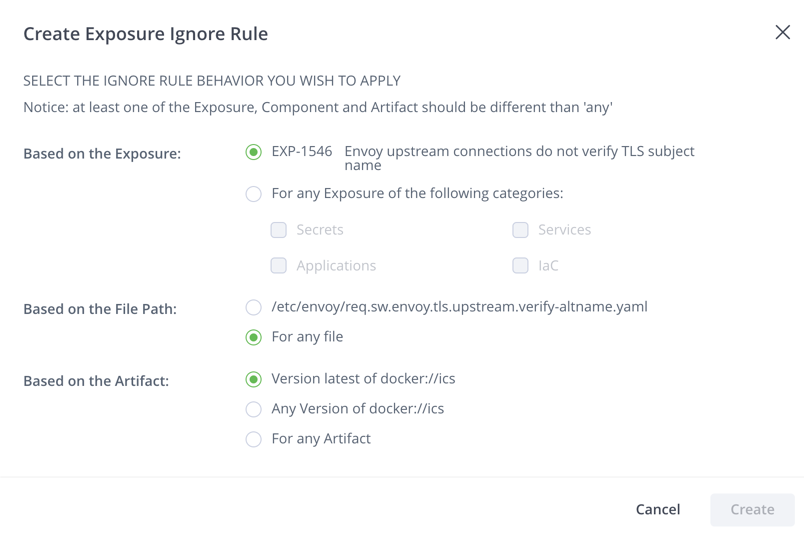 Create Exposure Ignore Rule
SELECT THE IGNORE RULE BEHAVIOR YOU WISH TO APPLY
Notice: at least one of the Exposure, Component and Artifact should be different than 'any'
Based on the Exposure:
EXP-1546 Envoy upstream connections do not verify TLS subject
name
For any Exposure of the following categories:
Secrets
Services
Applications
IaC
Based on the File Path:
/etc/envoy/req.sw.envoy.tls.upstream.verify-altname.yaml
For any file
Based on the Artifact:
Version latest of docker://ics
Any Version of docker://ics
For any Artifact
Cancel
Create